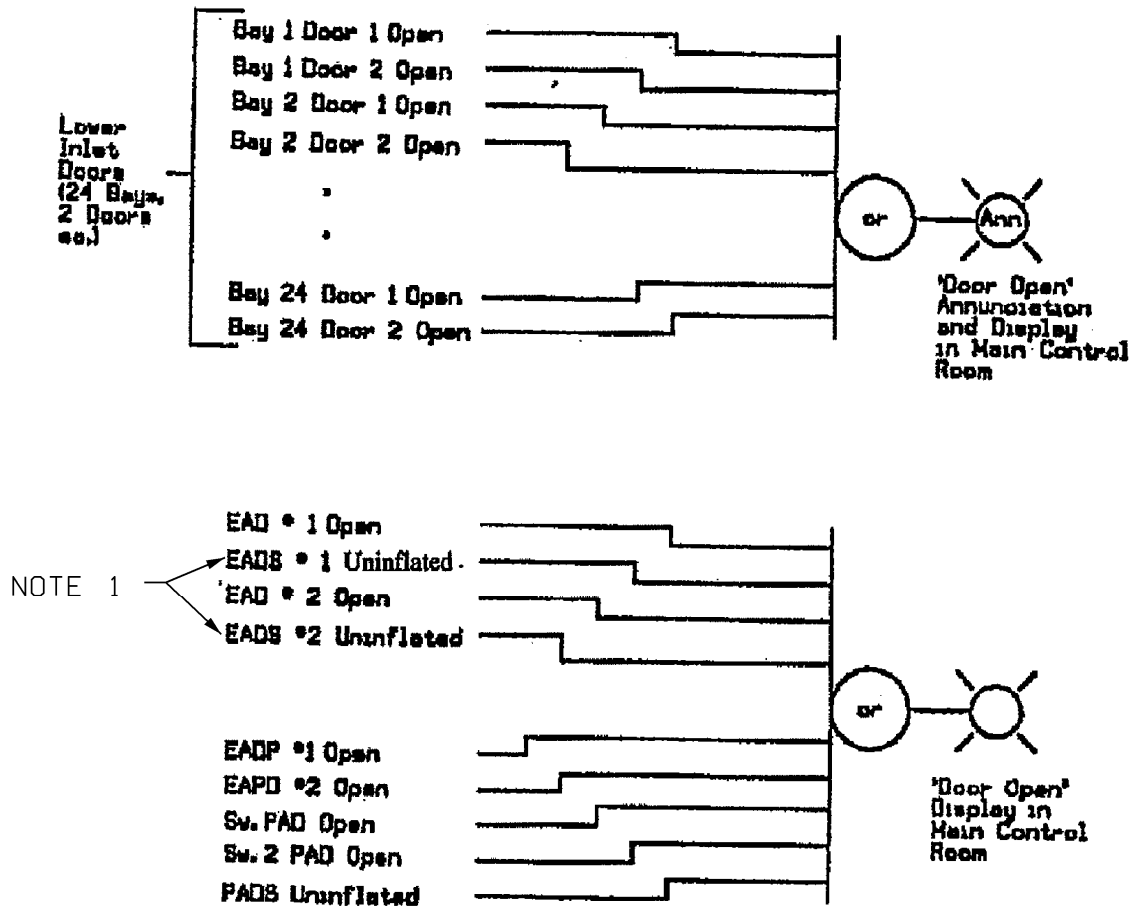 Bay 1 Door 1 Open
Bay 1 Door 2 Open
Bay 2 Door 1 Open
Bay 2 Door 2 Open
Lower
Inlet
Doors
(24 Bays,
2 Doors
ea.)
Bay 24 Door 1 Open
Bay 24 Door 2 Open
or
Ann
"Door Open"
Annunciation
and Display
in Main Control
Room
EAD # 1 Open
EADS # 1 Uninflated
EAD # 2 Open
EADS #2 Uninflated
NOTE 1
EADP #1 Open
EAPD #2 Open
Sw. PAD Open
Sw. 2 PAD Open
PADS Uninflated
or
"Door Open"
Display in
Main Control
Room